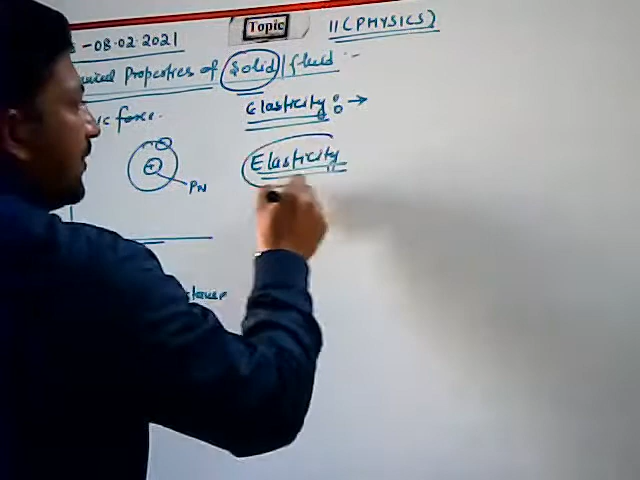 Topic 11 (PHYSICS)
-08.02.2021
Properties of Solid | fluid :-
Elasticity : →
force.
Elasticity
PN